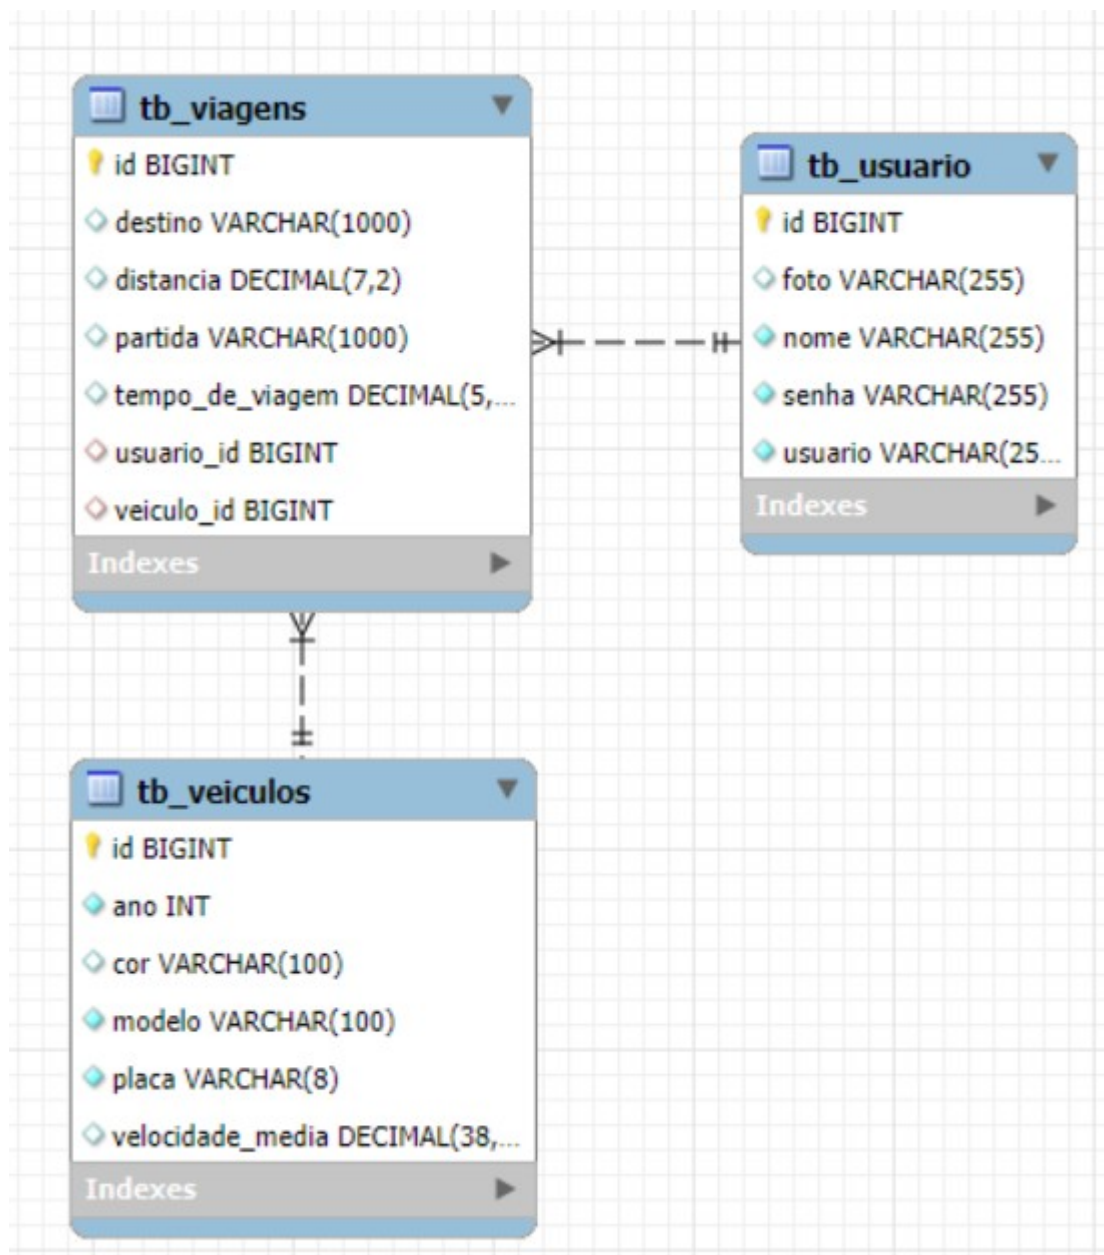 tb_viagens
id BIGINT
destino VARCHAR(1000)
distancia DECIMAL(7,2)
partida VARCHAR(1000)
tempo_de_viagem DECIMAL(5,...
usuario_id BIGINT
veiculo_id BIGINT
Indexes
tb_usuario
id BIGINT
foto VARCHAR(255)
nome VARCHAR(255)
senha VARCHAR(255)
usuario VARCHAR(25...
Indexes
tb_veiculos
id BIGINT
ano INT
cor VARCHAR(100)
modelo VARCHAR(100)
placa VARCHAR(8)
velocidade_media DECIMAL(38,...
Indexes